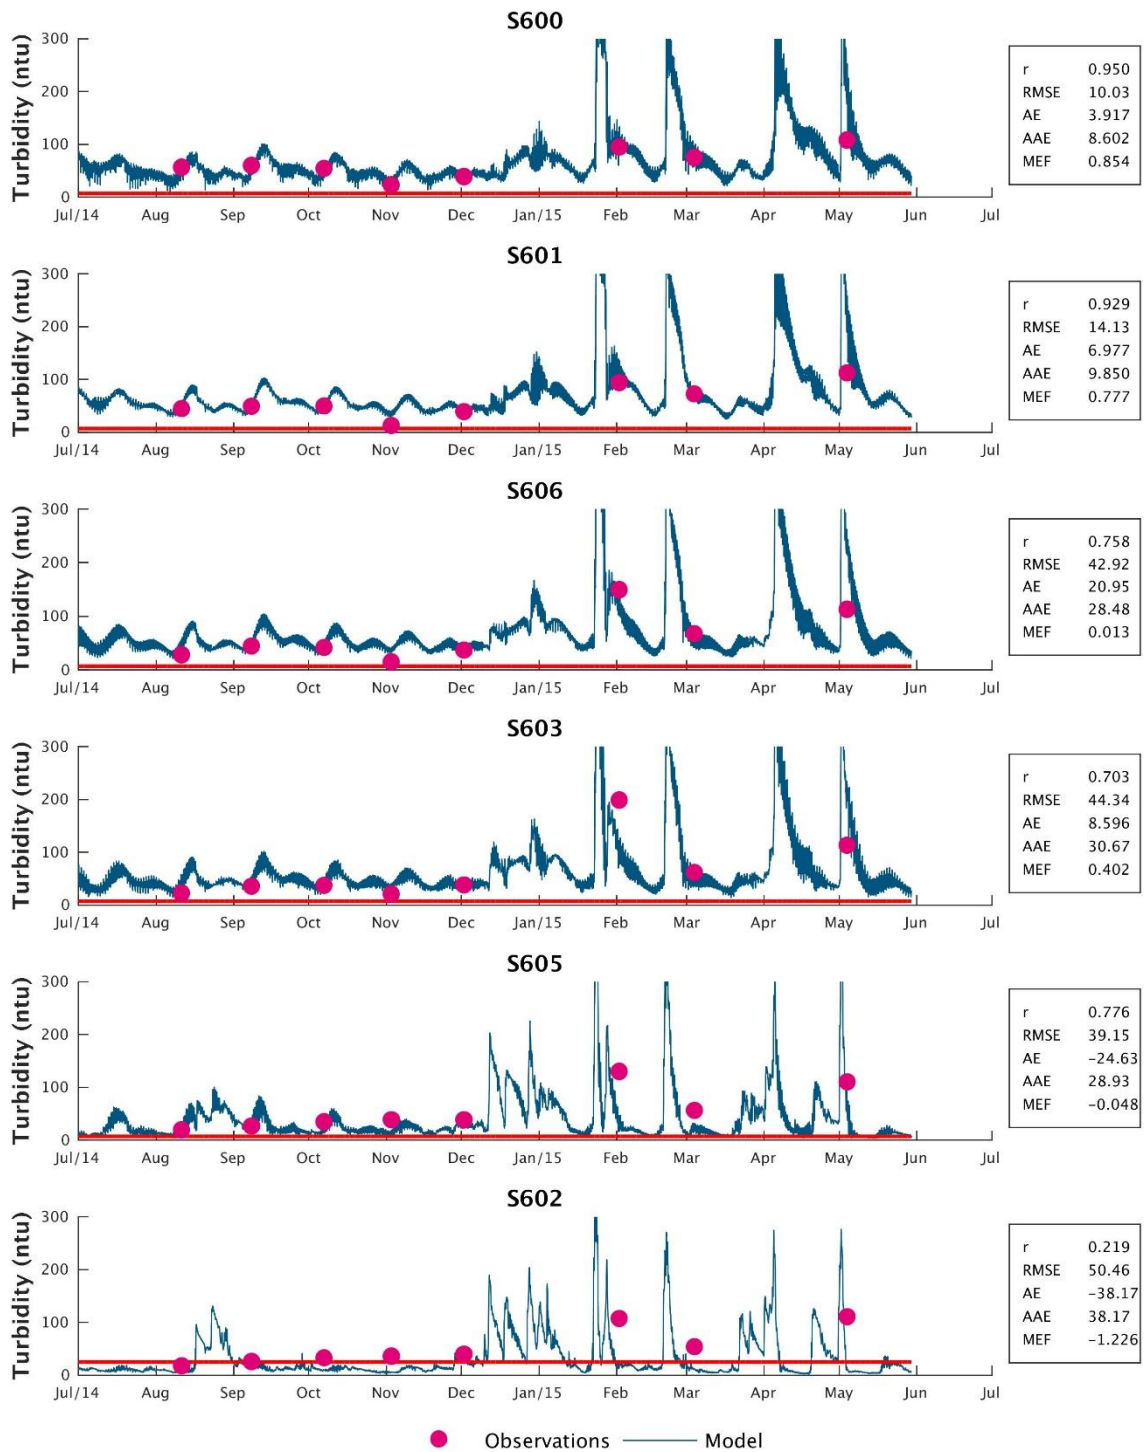 S600
Turbidity (ntu)
300
200
100
0
Jul/14 Aug Sep Oct Nov Dec Jan/15 Feb Mar Apr May Jun Jul
r 0.950
RMSE 10.03
AE 3.917
AAE 8.602
MEF 0.854
S601
Turbidity (ntu)
300
200
100
0
Jul/14 Aug Sep Oct Nov Dec Jan/15 Feb Mar Apr May Jun Jul
r 0.929
RMSE 14.13
AE 6.977
AAE 9.850
MEF 0.777
S606
Turbidity (ntu)
300
200
100
0
Jul/14 Aug Sep Oct Nov Dec Jan/15 Feb Mar Apr May Jun Jul
r 0.758
RMSE 42.92
AE 20.95
AAE 28.48
MEF 0.013
S603
Turbidity (ntu)
300
200
100
0
Jul/14 Aug Sep Oct Nov Dec Jan/15 Feb Mar Apr May Jun Jul
r 0.703
RMSE 44.34
AE 8.596
AAE 30.67
MEF 0.402
S605
Turbidity (ntu)
300
200
100
0
Jul/14 Aug Sep Oct Nov Dec Jan/15 Feb Mar Apr May Jun Jul
r 0.776
RMSE 39.15
AE -24.63
AAE 28.93
MEF -0.048
S602
Turbidity (ntu)
300
200
100
0
Jul/14 Aug Sep Oct Nov Dec Jan/15 Feb Mar Apr May Jun Jul
r 0.219
RMSE 50.46
AE -38.17
AAE 38.17
MEF -1.226
Observations Model